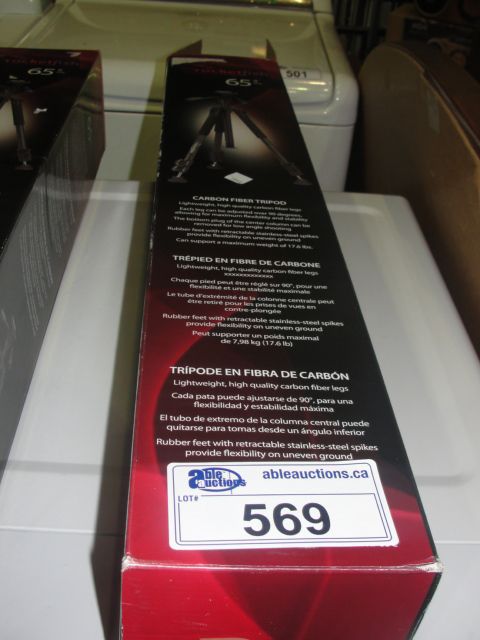 rocketfish
65
501
rocketfish
65
CARBON FIBER TRIPOD
Lightweight, high quality carbon fiber legs
Each leg can be adjusted over 90 degrees,
allowing for maximum flexibility and stability
The bottom plug of the center column can be
removed for low angle shooting
Rubber feet with retractable stainless-steel spikes
provide flexibility on uneven ground
Can support a maximum weight of 17.6 lbs.
TRÉPIED EN FIBRE DE CARBONE
Lightweight, high quality carbon fiber legs
xxxxxxxxxxxxx
Chaque pied peut être réglé sur 90°, pour une
flexibilité et une stabilité maximale
Le tube d'extrémité de la colonne centrale peut
être retiré pour les prises de vues en
contre-plongée
Rubber feet with retractable stainless-steel spikes
provide flexibility on uneven ground
Peut supporter un poids maximal
de 7,98 kg (17.6 lb)
TRÍPODE EN FIBRA DE CARBÓN
Lightweight, high quality carbon fiber legs
Cada pata puede ajustarse de 90°, para una
flexibilidad y estabilidad máxima
El tubo de extremo de la columna central puede
quitarse para tomas desde un ángulo inferior
Rubber feet with retractable stainless-steel spikes
provide flexibility on uneven ground
able auctions
ableauctions.ca
LOT#
569